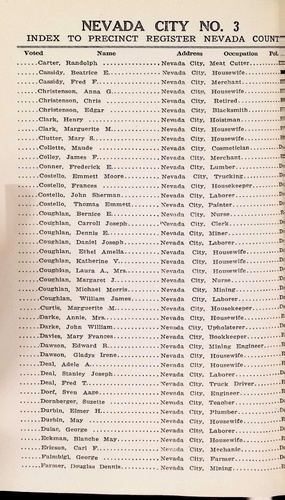 NEVADA CITY NO. 3
INDEX TO PRECINCT REGISTER NEVADA COUNT
Voted Name Address Occupation Pol.
Carter, Randolph Nevada City, Meat Cutter
Cassidy, Beatrice E. Nevada City, Housewife
Cassidy, Fred F. Nevada City, Merchant
Christenson, Anna G. Nevada City, Housewife
Christenson, Chris Nevada City, Retired
Christenson, Edgar Nevada City, Blacksmith
Clark, Henry Nevada City, Hoistman
Clark, Marguerite M. Nevada City, Housewife
Clutter, Mary S. Nevada City, Housewife
Collette, Maude Nevada City, Cosmetician
Colley, James F. Nevada City, Merchant
Conner, Frederick E. Nevada City, Lumber
Costello, Emmett Moore Nevada City, Trucking
Costello, Frances Nevada City, Housekeeper
Costello, John Sherman Nevada City, Laborer
Costello, Thomas Emmett Nevada City, Painter
Coughlan, Bernice E. Nevada City, Nurse
Coughlan, Carroll Joseph Nevada City, Clerk
Coughlan, Dennis E. Nevada City, Miner
Coughlan, Daniel Joseph Nevada City, Laborer
Coughlan, Ethel Amelia Nevada City, Housewife
Coughlan, Katherine V. Nevada City, Housewife
Coughlan, Laura A., Mrs. Nevada City, Housewife
Coughlan, Margaret J. Nevada City, Nurse
Coughlan, Michael Morris Nevada City, Mining
Coughlan, William James Nevada City, Laborer
Curtis, Marguerite M. Nevada City, Housekeeper
Darke, Annie, Mrs. Nevada City, Housewife
Darke, John William Nevada City, Upholsterer
Davies, Mary Frances Nevada City, Bookkeeper
Dawson, Edward R. Nevada City, Mining Engineer
Dawson, Gladys Irene Nevada City, Housewife
Deal, Adele A. Nevada City, Housewife
Deal, Stanley Joseph Nevada City, Laborer
Deal, Fred T. Nevada City, Truck Driver
Dorf, Sven Aage Nevada City, Engineer
Dornberger, Suzette Nevada City, Teacher
Durbin, Elmer H. Nevada City, Plumber
Durbin, May Nevada City, Housewife
Dular, George Nevada City, Laborer
Eckman, Blanche May Nevada City, Housewife
Ericson, Carl F. Nevada City, Mechanic
George Nevada City, Farmer
Farmer, Douglas Dennis Nevada City, Mining